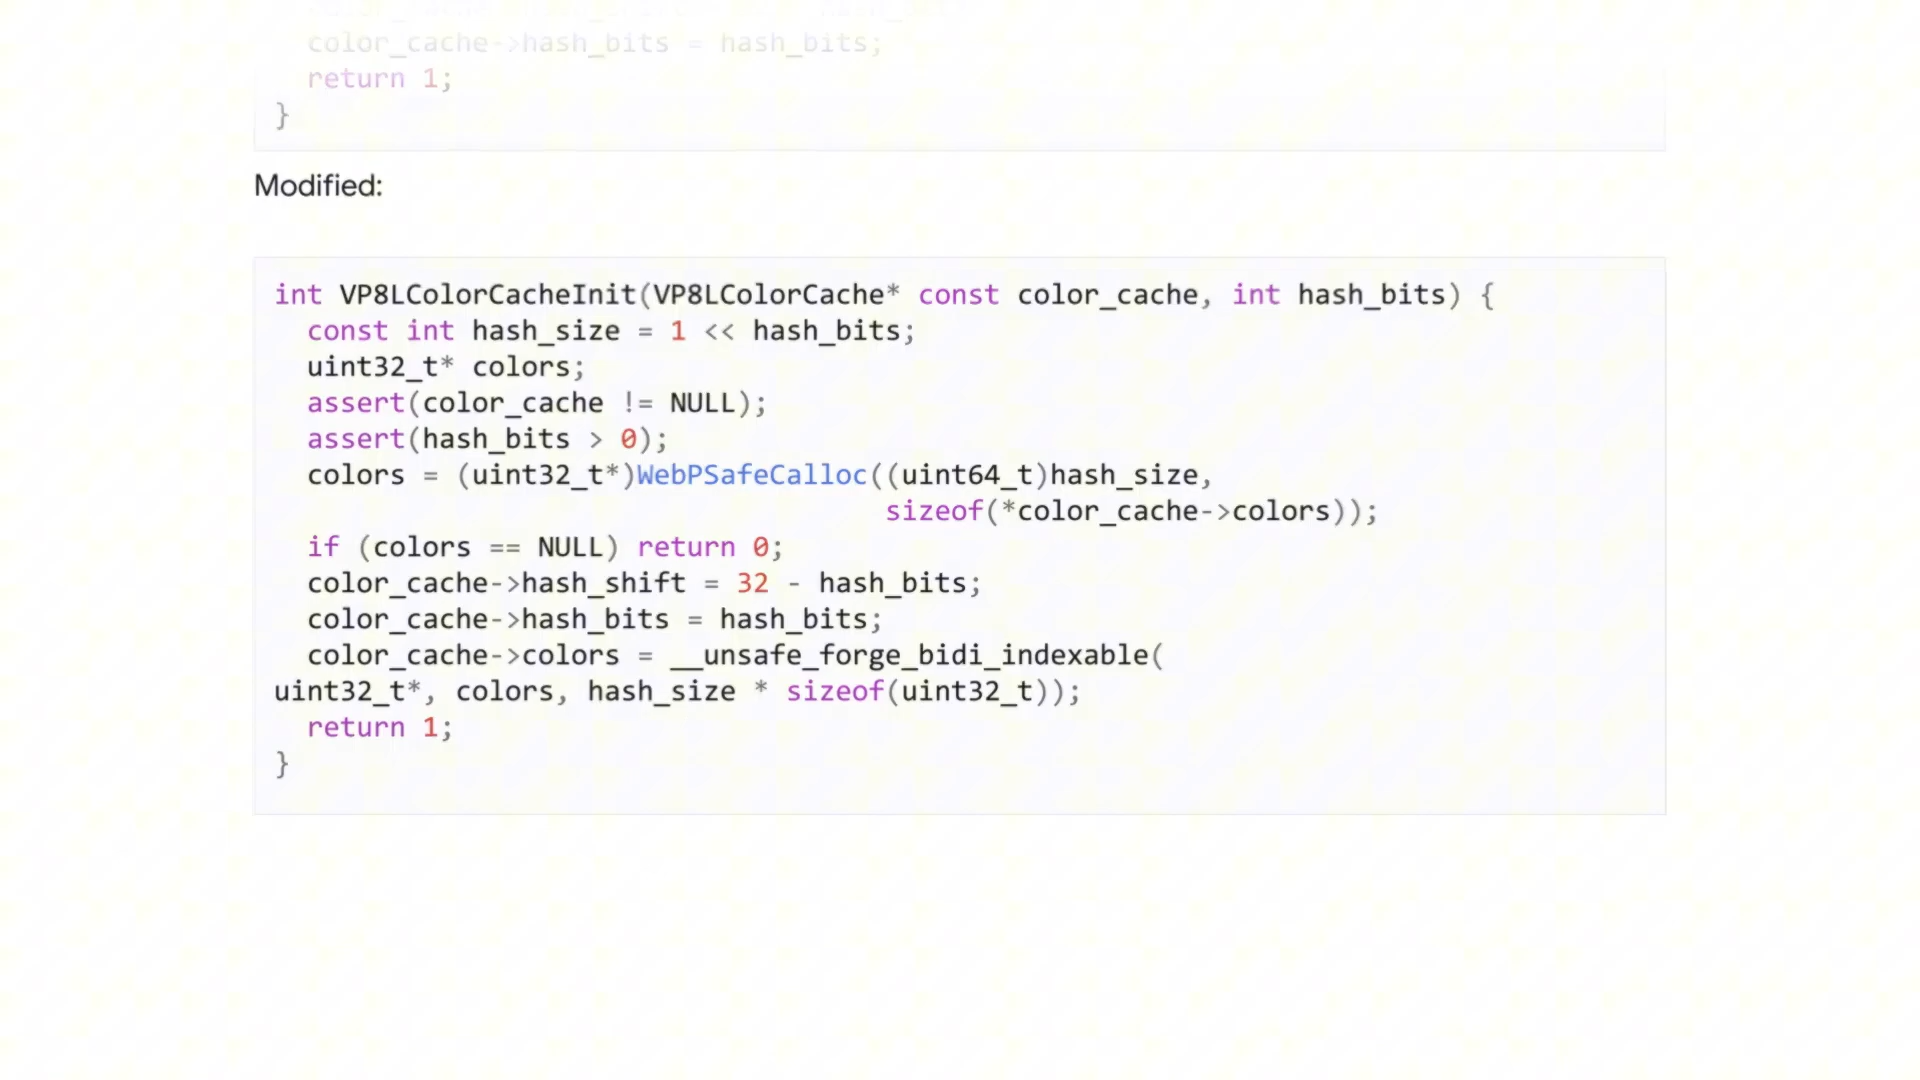 color_cache->hash_bits = hash_bits;
return 1;
}
Modified:
int VP8LColorCacheInit(VP8LColorCache* const color_cache, int hash_bits) {
const int hash_size = 1 << hash_bits;
uint32_t* colors;
assert(color_cache != NULL);
assert(hash_bits > 0);
colors = (uint32_t*)WebPSafeCalloc((uint64_t)hash_size,
sizeof(*color_cache->colors));
if (colors == NULL) return 0;
color_cache->hash_shift = 32 - hash_bits;
color_cache->hash_bits = hash_bits;
color_cache->colors = __unsafe_forge_bidi_indexable(
uint32_t*, colors, hash_size * sizeof(uint32_t));
return 1;
}